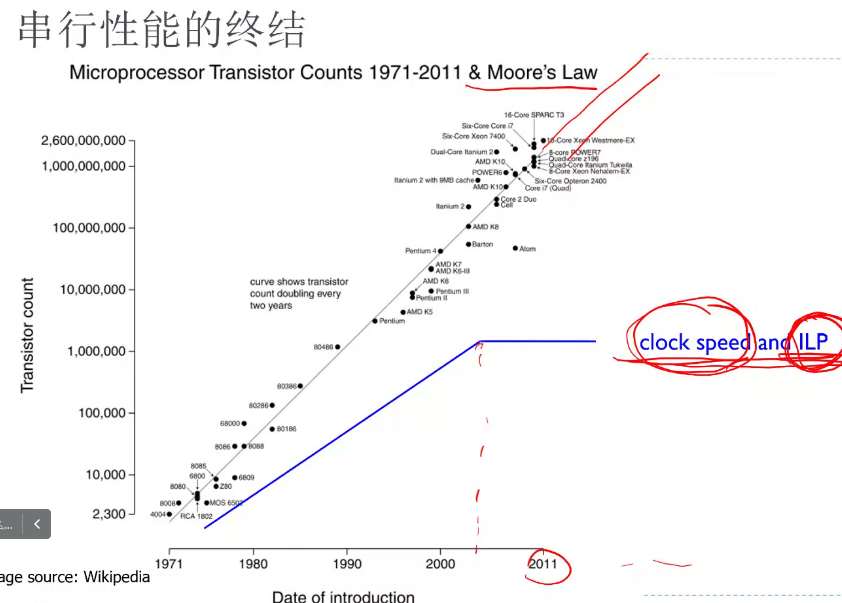 串行性能的终结
Microprocessor Transistor Counts 1971-2011 & Moore's Law
16-Core SPARC T3
Six-Core Core i7
Six-Core Xeon 7400
10-Core Xeon Westmere-EX
Dual-Core Itanium 2
8-core POWER7
Quad-core z196
AMD K10
Quad-Core Itanium Tukwila
POWER6
8-Core Xeon Nehalem-EX
Itanium 2 with 9MB cache
Six-Core Opteron 2400
AMD K10
Core i7 (Quad)
Core 2 Duo
Itanium 2
Cell
AMD K8
Barton
Atom
Pentium 4
AMD K7
AMD K6-III
curve shows transistor
count doubling every
two years
AMD K6
Pentium III
Pentium II
AMD K5
Pentium
80486
80386
80286
68000
80186
8086
8088
8085
6800
6809
8080
Z80
8008
MOS 6502
4004
RCA 1802
2,600,000,000
1,000,000,000
100,000,000
10,000,000
1,000,000
100,000
10,000
2,300
Transistor count
clock speed and ILP
1971
1980
1990
2000
2011
Date of introduction
age source: Wikipedia